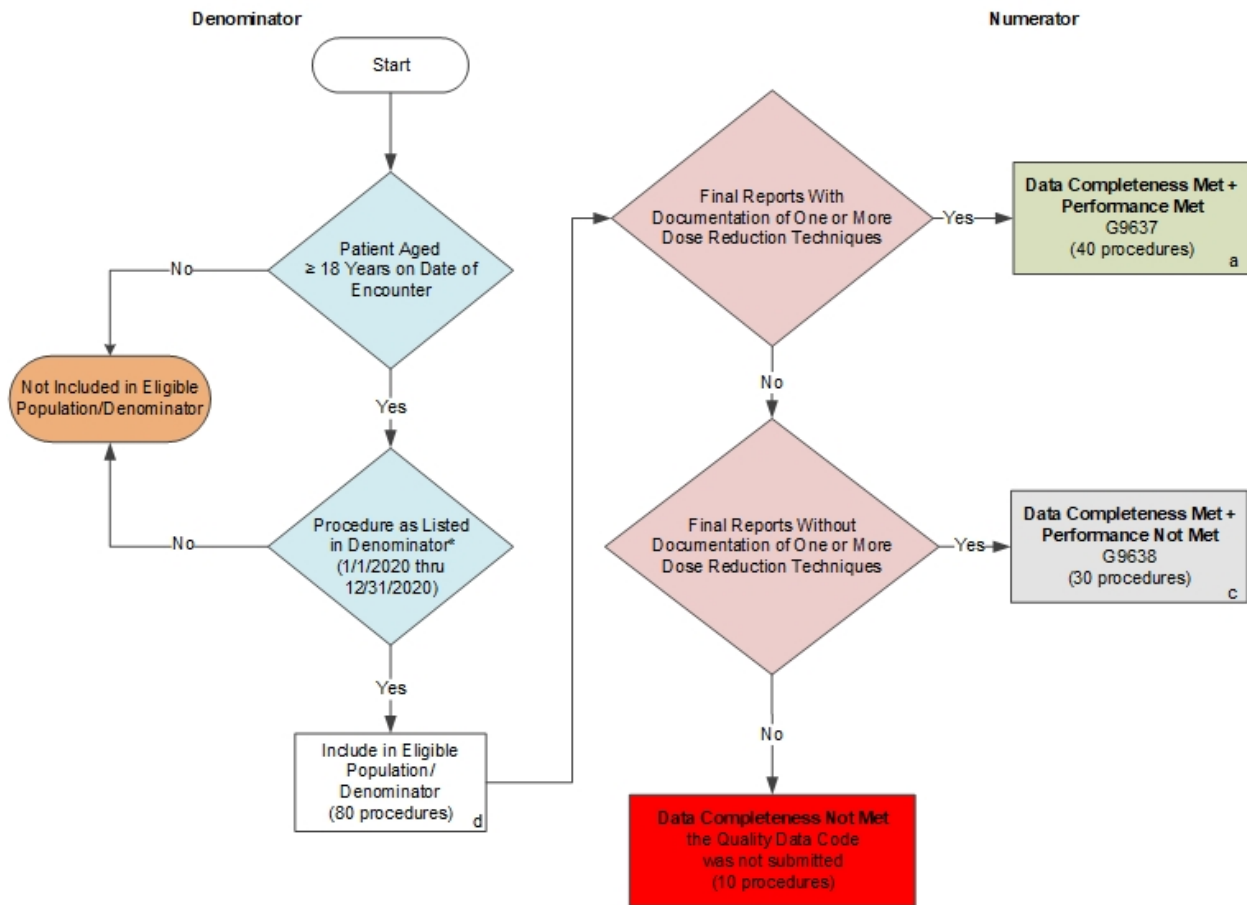 Denominator
Numerator
Start
Patient Aged
≥ 18 Years on Date of
Encounter
No
Not Included in Eligible
Population/Denominator
Yes
Procedure as Listed
in Denominator*
(1/1/2020 thru
12/31/2020)
No
Yes
Include in Eligible
Population/
Denominator
(80 procedures)
d
Final Reports With
Documentation of One or More
Dose Reduction Techniques
Yes
Data Completeness Met +
Performance Met
G9637
(40 procedures)
a
No
Final Reports Without
Documentation of One or More
Dose Reduction Techniques
Yes
Data Completeness Met +
Performance Not Met
G9638
(30 procedures)
c
No
Data Completeness Not Met
the Quality Data Code
was not submitted
(10 procedures)